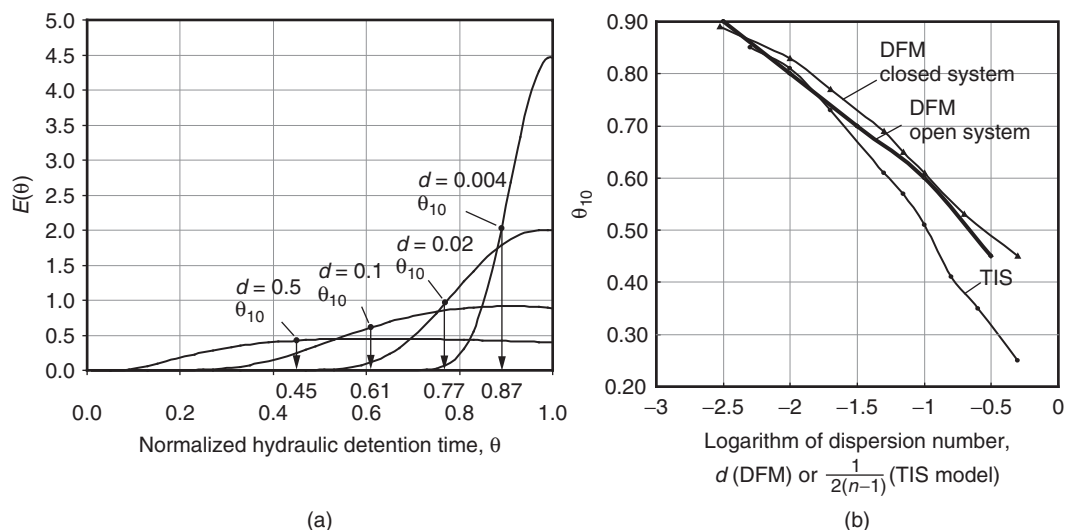 5.0
4.5
4.0
3.5
3.0
2.5
2.0
1.5
1.0
0.5
0.0
E(θ)
d = 0.004
θ10
d = 0.02
θ10
d = 0.1
θ10
d = 0.5
θ10
0.45 0.61 0.77 0.87
0.0 0.2 0.4 0.6 0.8 1.0
Normalized hydraulic detention time, θ
(a)
0.90
0.80
0.70
0.60
0.50
0.40
0.30
0.20
θ10
DFM
closed system
DFM
open system
TIS
−3 −2.5 −2 −1.5 −1 −0.5 0
Logarithm of dispersion number,
d (DFM) or 1/2(n−1) (TIS model)
(b)